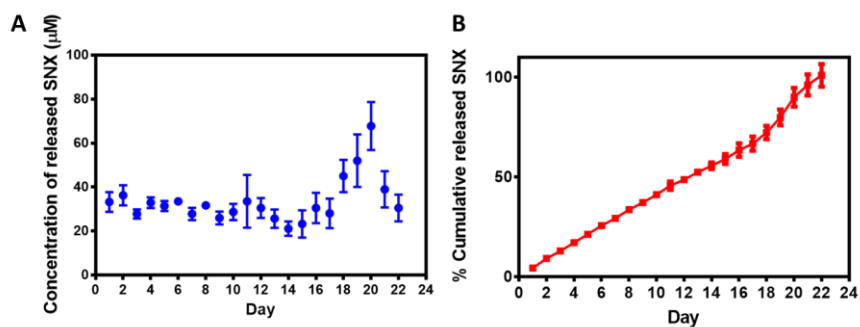 A
Concentration of released SNX (µM)
100
80
60
40
20
0
0 2 4 6 8 10 12 14 16 18 20 22 24
Day
B
% Cumulative released SNX
100
50
0
0 2 4 6 8 10 12 14 16 18 20 22 24
Day